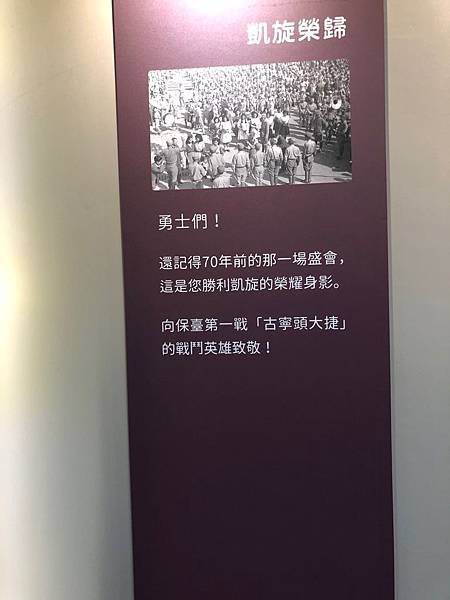 凱旋榮歸
勇士們！
還記得70年前的那一場盛會，
這是您勝利凱旋的榮耀身影。
向保臺第一戰「古寧頭大捷」
的戰鬥英雄致敬！